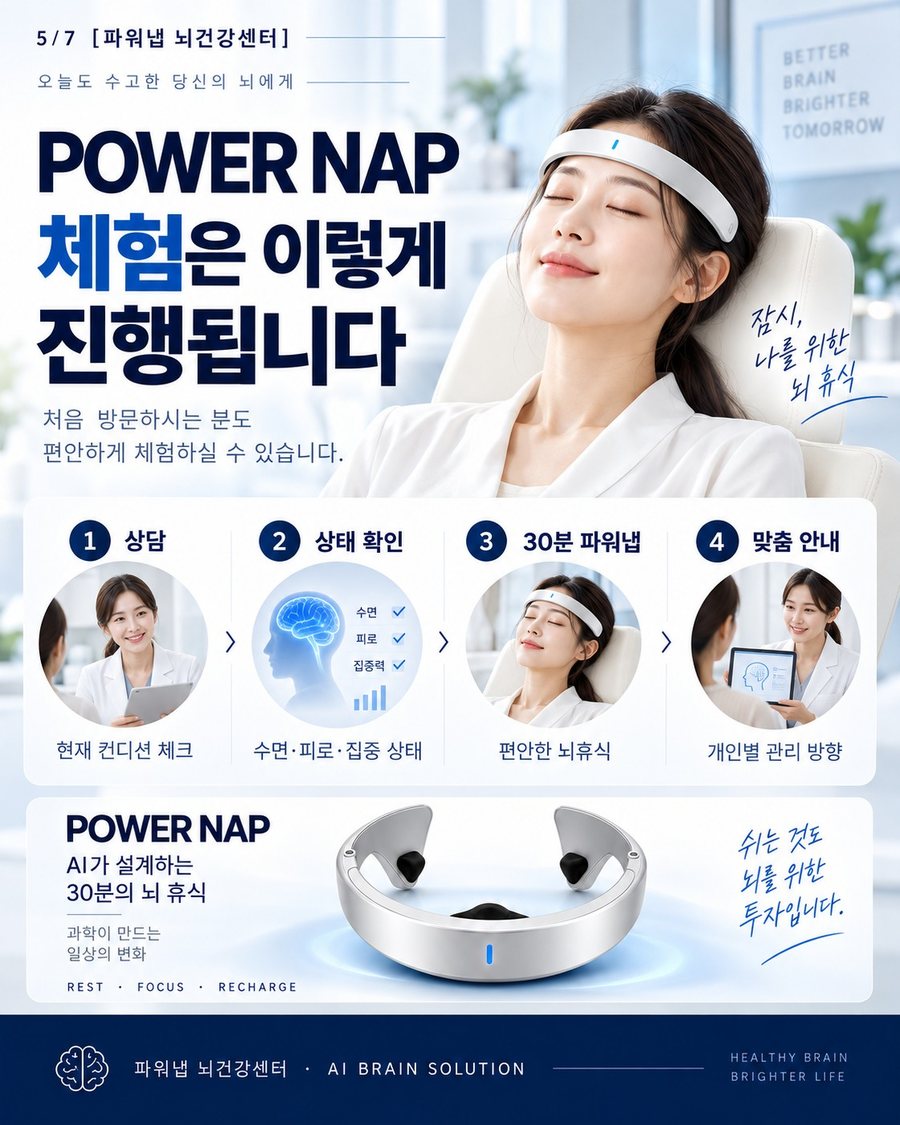 5/7 [파워냅 뇌건강센터]
오늘도 수고한 당신의 뇌에게
BETTER
BRAIN
BRIGHTER
TOMORROW
POWER NAP
체험은 이렇게
진행됩니다
처음 방문하시는 분도
편안하게 체험하실 수 있습니다.
잠시,
나를 위한
뇌 휴식
1 상담
현재 컨디션 체크
2 상태 확인
수면
피로
집중력
수면·피로·집중 상태
3 30분 파워냅
편안한 뇌휴식
4 맞춤 안내
개인별 관리 방향
POWER NAP
AI가 설계하는
30분의 뇌 휴식
과학이 만드는
일상의 변화
REST · FOCUS · RECHARGE
쉬는 것도
뇌를 위한
투자입니다.
파워냅 뇌건강센터 · AI BRAIN SOLUTION
HEALTHY BRAIN
BRIGHTER LIFE